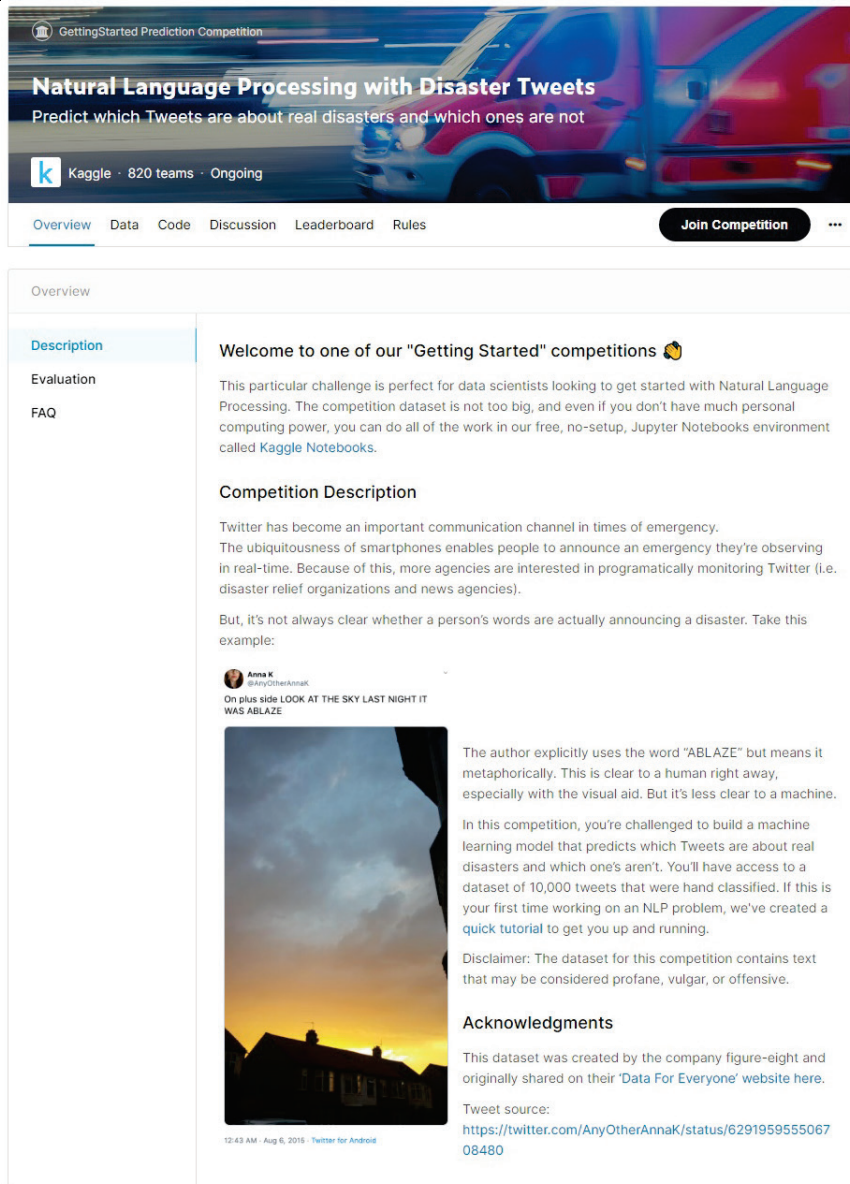 GettingStarted Prediction Competition
Natural Language Processing with Disaster Tweets
Predict which Tweets are about real disasters and which ones are not
k Kaggle · 820 teams · Ongoing
Overview Data Code Discussion Leaderboard Rules Join Competition ...
Overview
Description
Evaluation
FAQ
Welcome to one of our "Getting Started" competitions 👏
This particular challenge is perfect for data scientists looking to get started with Natural Language
Processing. The competition dataset is not too big, and even if you don't have much personal
computing power, you can do all of the work in our free, no-setup, Jupyter Notebooks environment
called Kaggle Notebooks.
Competition Description
Twitter has become an important communication channel in times of emergency.
The ubiquitousness of smartphones enables people to announce an emergency they're observing
in real-time. Because of this, more agencies are interested in programatically monitoring Twitter (i.e.
disaster relief organizations and news agencies).
But, it's not always clear whether a person's words are actually announcing a disaster. Take this
example:
Anna K
@AnyOtherAnnaK
On plus side LOOK AT THE SKY LAST NIGHT IT
WAS ABLAZE
12:43 AM · Aug 6, 2015 · Twitter for Android
The author explicitly uses the word "ABLAZE" but means it
metaphorically. This is clear to a human right away,
especially with the visual aid. But it's less clear to a machine.
In this competition, you're challenged to build a machine
learning model that predicts which Tweets are about real
disasters and which one's aren't. You'll have access to a
dataset of 10,000 tweets that were hand classified. If this is
your first time working on an NLP problem, we've created a
quick tutorial to get you up and running.
Disclaimer: The dataset for this competition contains text
that may be considered profane, vulgar, or offensive.
Acknowledgments
This dataset was created by the company figure-eight and
originally shared on their 'Data For Everyone' website here.
Tweet source:
https://twitter.com/AnyOtherAnnaK/status/6291959555067
08480